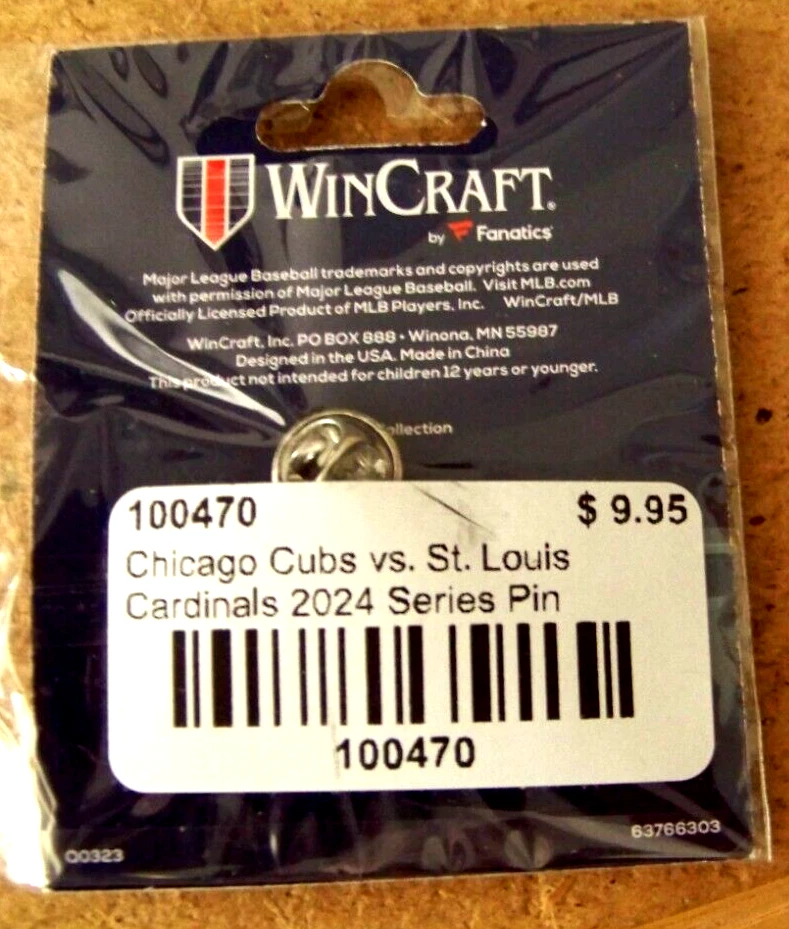 WINCRAFT®
by Fanatics
Major League Baseball trademarks and copyrights are used
with permission of Major League Baseball. Visit MLB.com
Officially Licensed Product of MLB Players, Inc. WinCraft/MLB
WinCraft, Inc. PO BOX 888 • Winona, MN 55987
Designed in the USA. Made in China
This product not intended for children 12 years or younger.
100470 $ 9.95
Chicago Cubs vs. St. Louis
Cardinals 2024 Series Pin
100470
63766303
00323